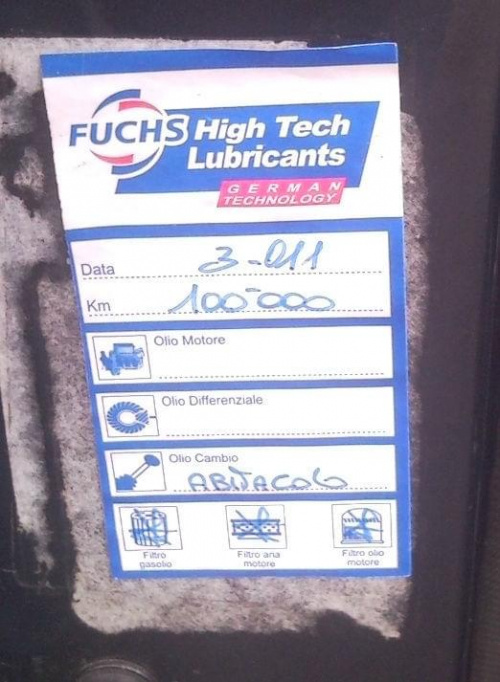 FUCHS High Tech
Lubricants
GERMAN
TECHNOLOGY
Data 3-011
Km 100'000
Olio Motore
Olio Differenziale
Olio Cambio
ABITACOLO
Filtro gasolio
Filtro aria motore
Filtro olio motore